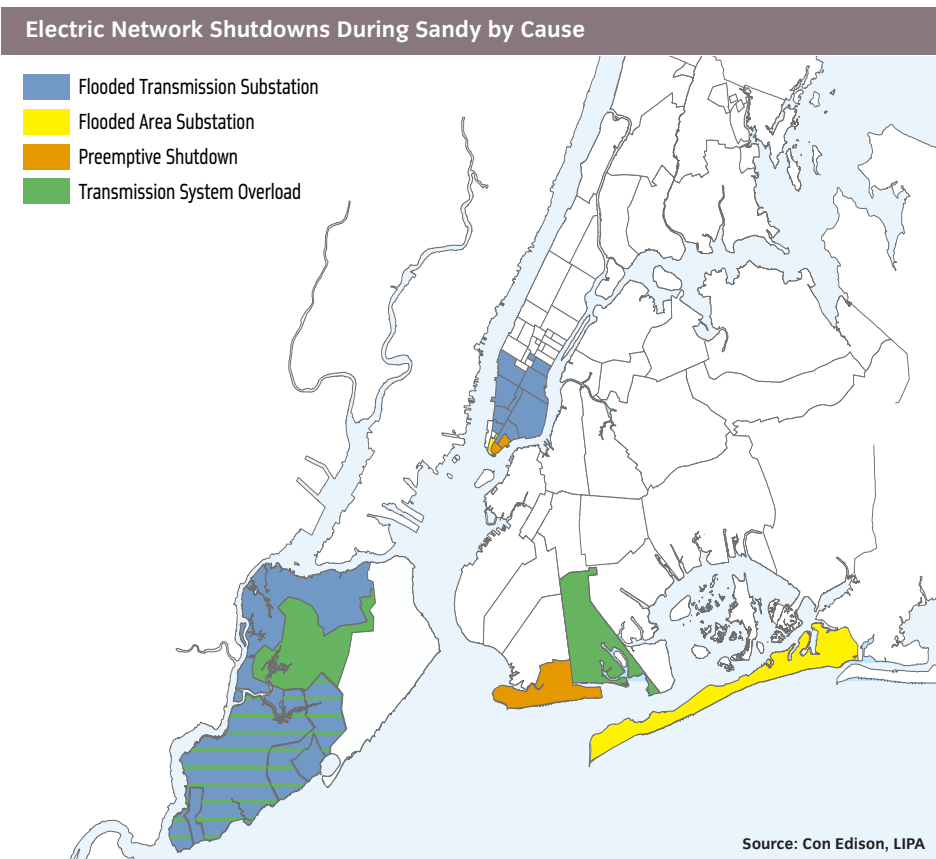 Electric Network Shutdowns During Sandy by Cause
Flooded Transmission Substation
Flooded Area Substation
Preemptive Shutdown
Transmission System Overload
Source: Con Edison, LIPA